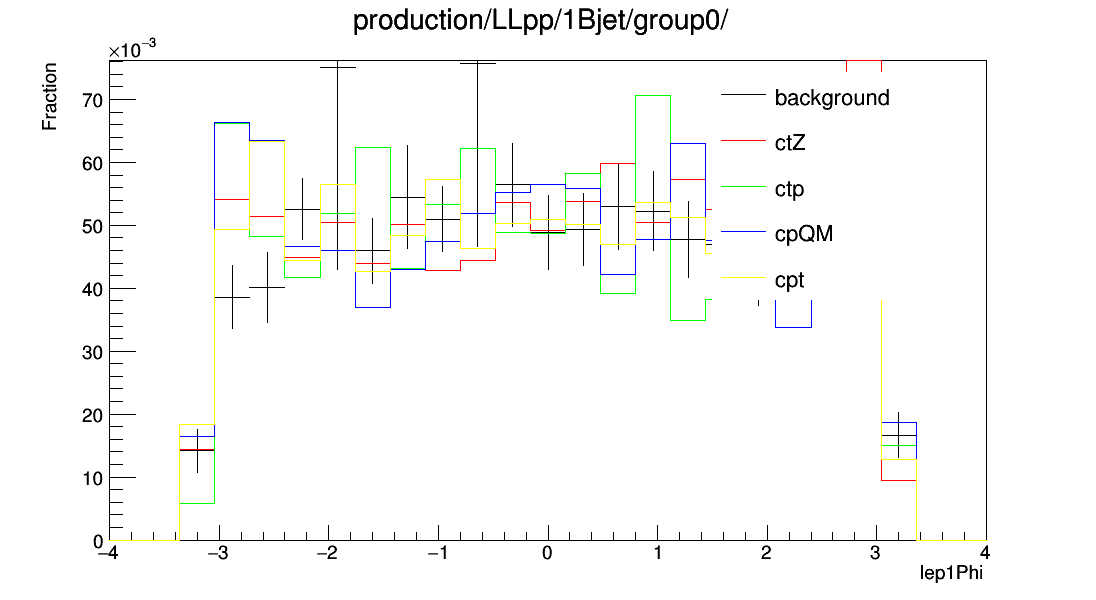 production/LLpp/1Bjet/group0/
×10⁻³
Fraction
70
60
50
40
30
20
10
0
background
ctZ
ctp
cpQM
cpt
−4 −3 −2 −1 0 1 2 3 4
lep1Phi